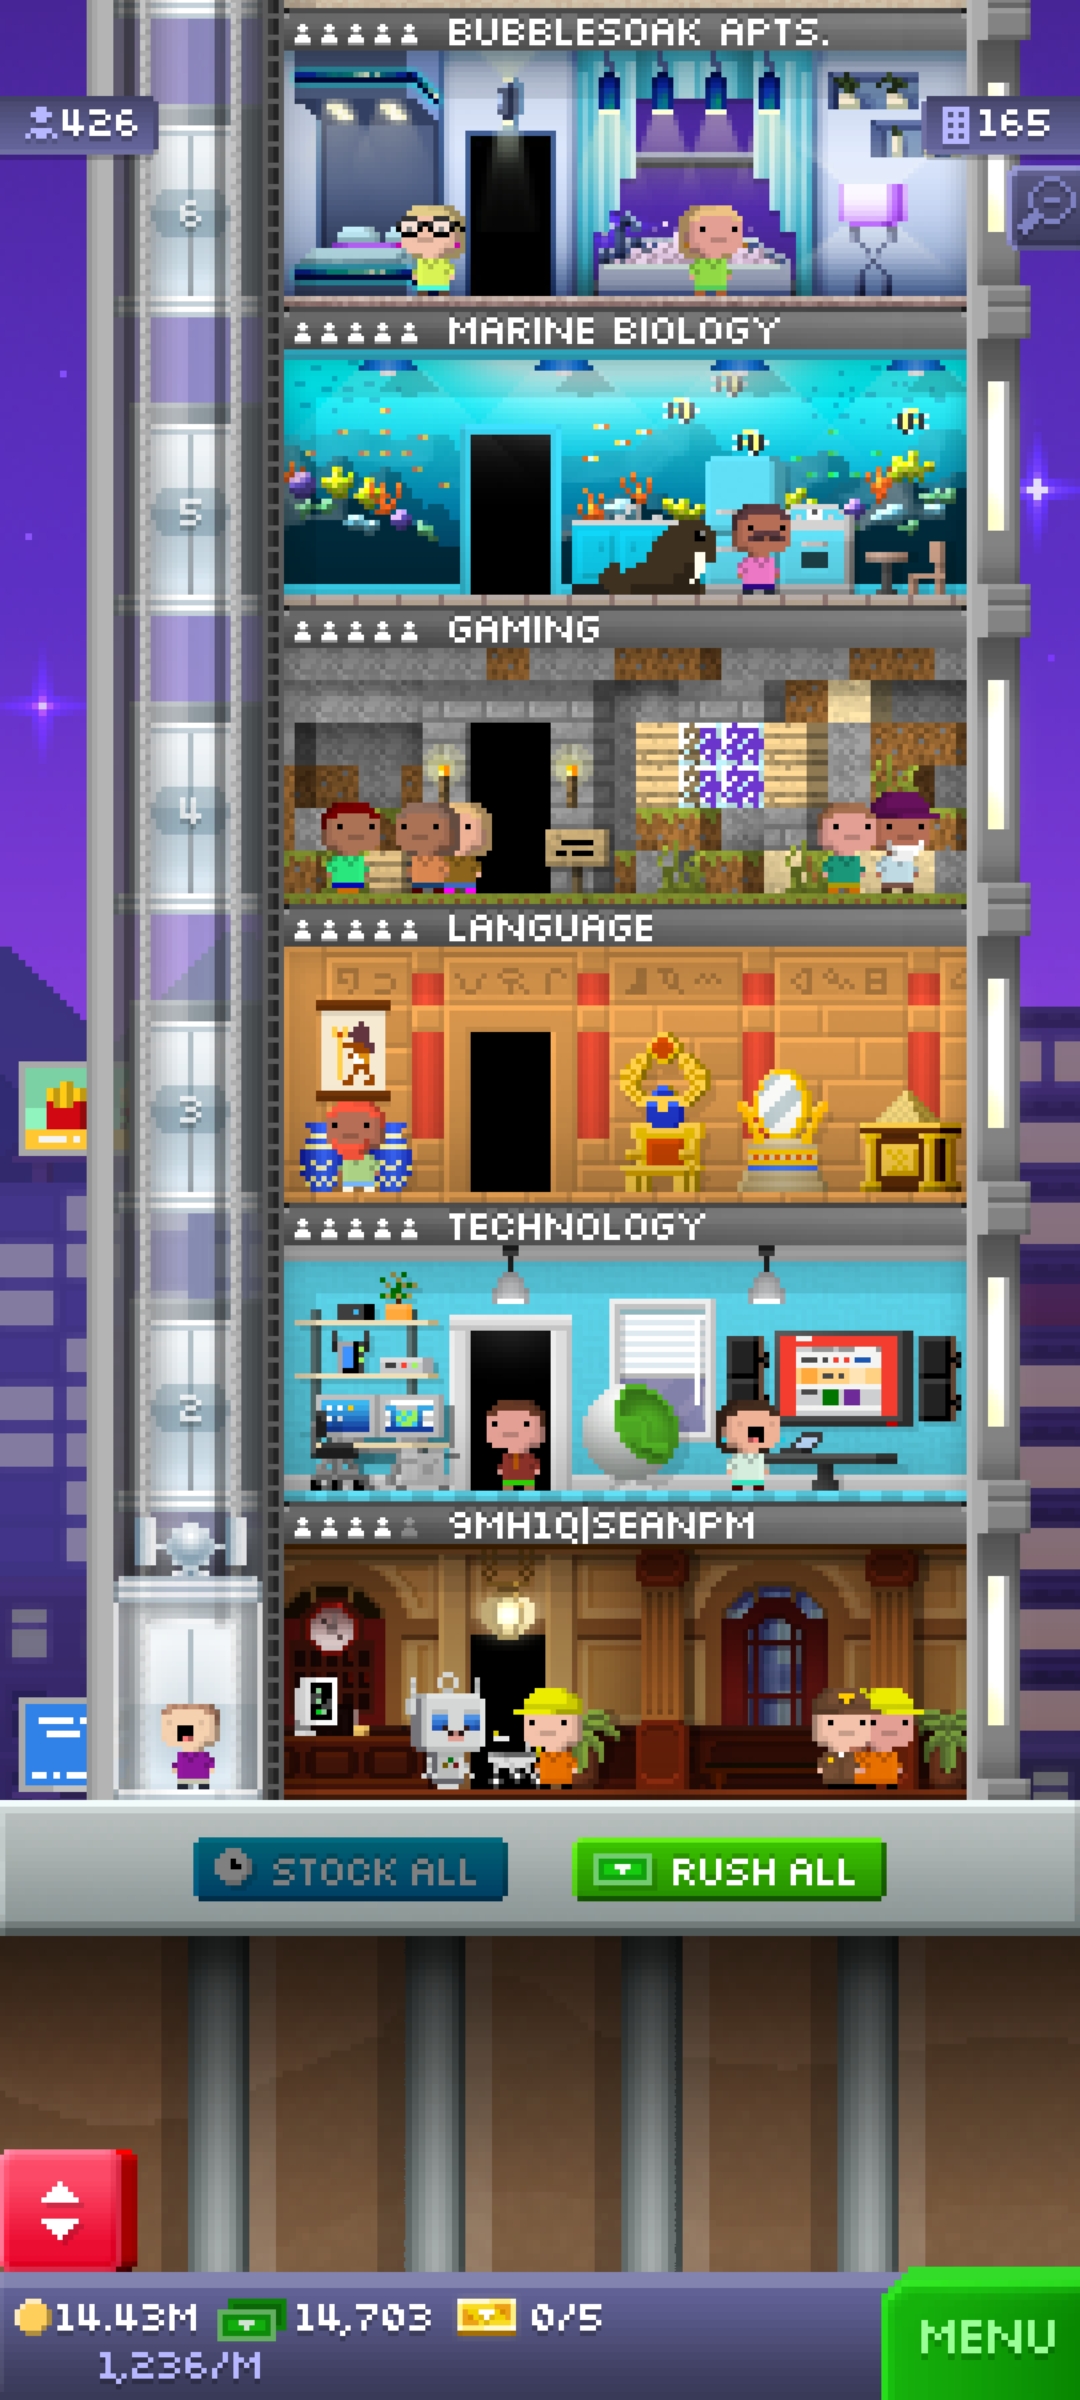 BUBBLESOAK APTS.
426
165
6
MARINE BIOLOGY
5
GAMING
4
LANGUAGE
3
TECHNOLOGY
2
9MH1Q|SEANPM
STOCK ALL
RUSH ALL
14.43M 14,703 0/5
1,236/M
MENU